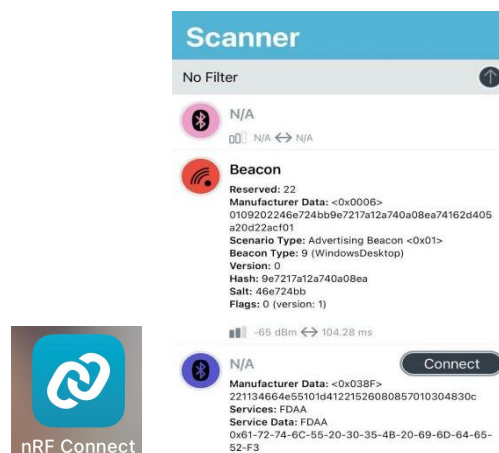 Scanner
No Filter
N/A
N/A ↔ N/A
Beacon
Reserved: 22
Manufacturer Data: <0x0006>
0109202246e724bb9e7217a12a740a08ea74162d405
a20d22acf01
Scenario Type: Advertising Beacon <0x01>
Beacon Type: 9 (WindowsDesktop)
Version: 0
Hash: 9e7217a12a740a08ea
Salt: 46e724bb
Flags: 0 (version: 1)
-65 dBm ↔ 104.28 ms
N/A
Connect
Manufacturer Data: <0x038F>
221134664e55101d41221526080857010304830c
Services: FDAA
Service Data: FDAA
0x61-72-74-6C-55-20-30-35-4B-20-69-6D-64-65-
52-F3
nRF Connect